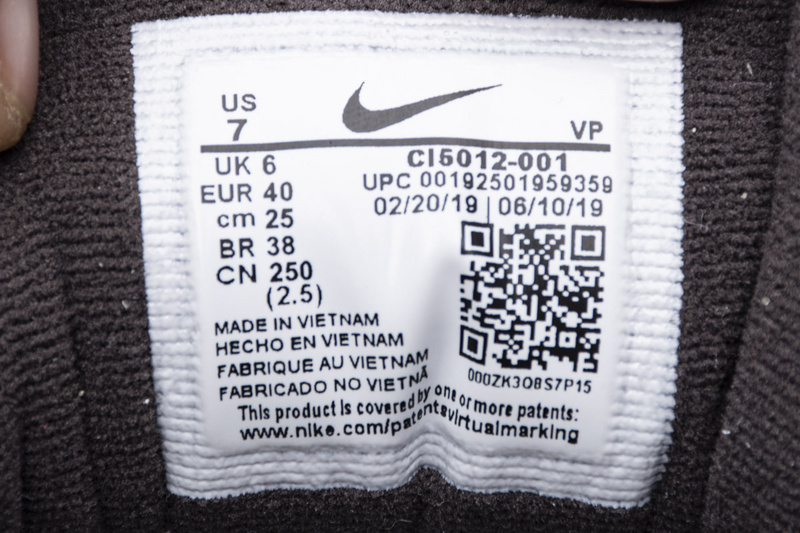 US
7 VP
UK 6
EUR 40
cm 25
BR 38
CN 250
(2.5)
CI5012-001
UPC 00192501959359
02/20/19 | 06/10/19
000ZK3O8S7P15
MADE IN VIETNAM
HECHO EN VIETNAM
FABRIQUE AU VIETNAM
FABRICADO NO VIETNÃ
This product is covered by one or more patents:
www.nike.com/patentsvirtualmarking